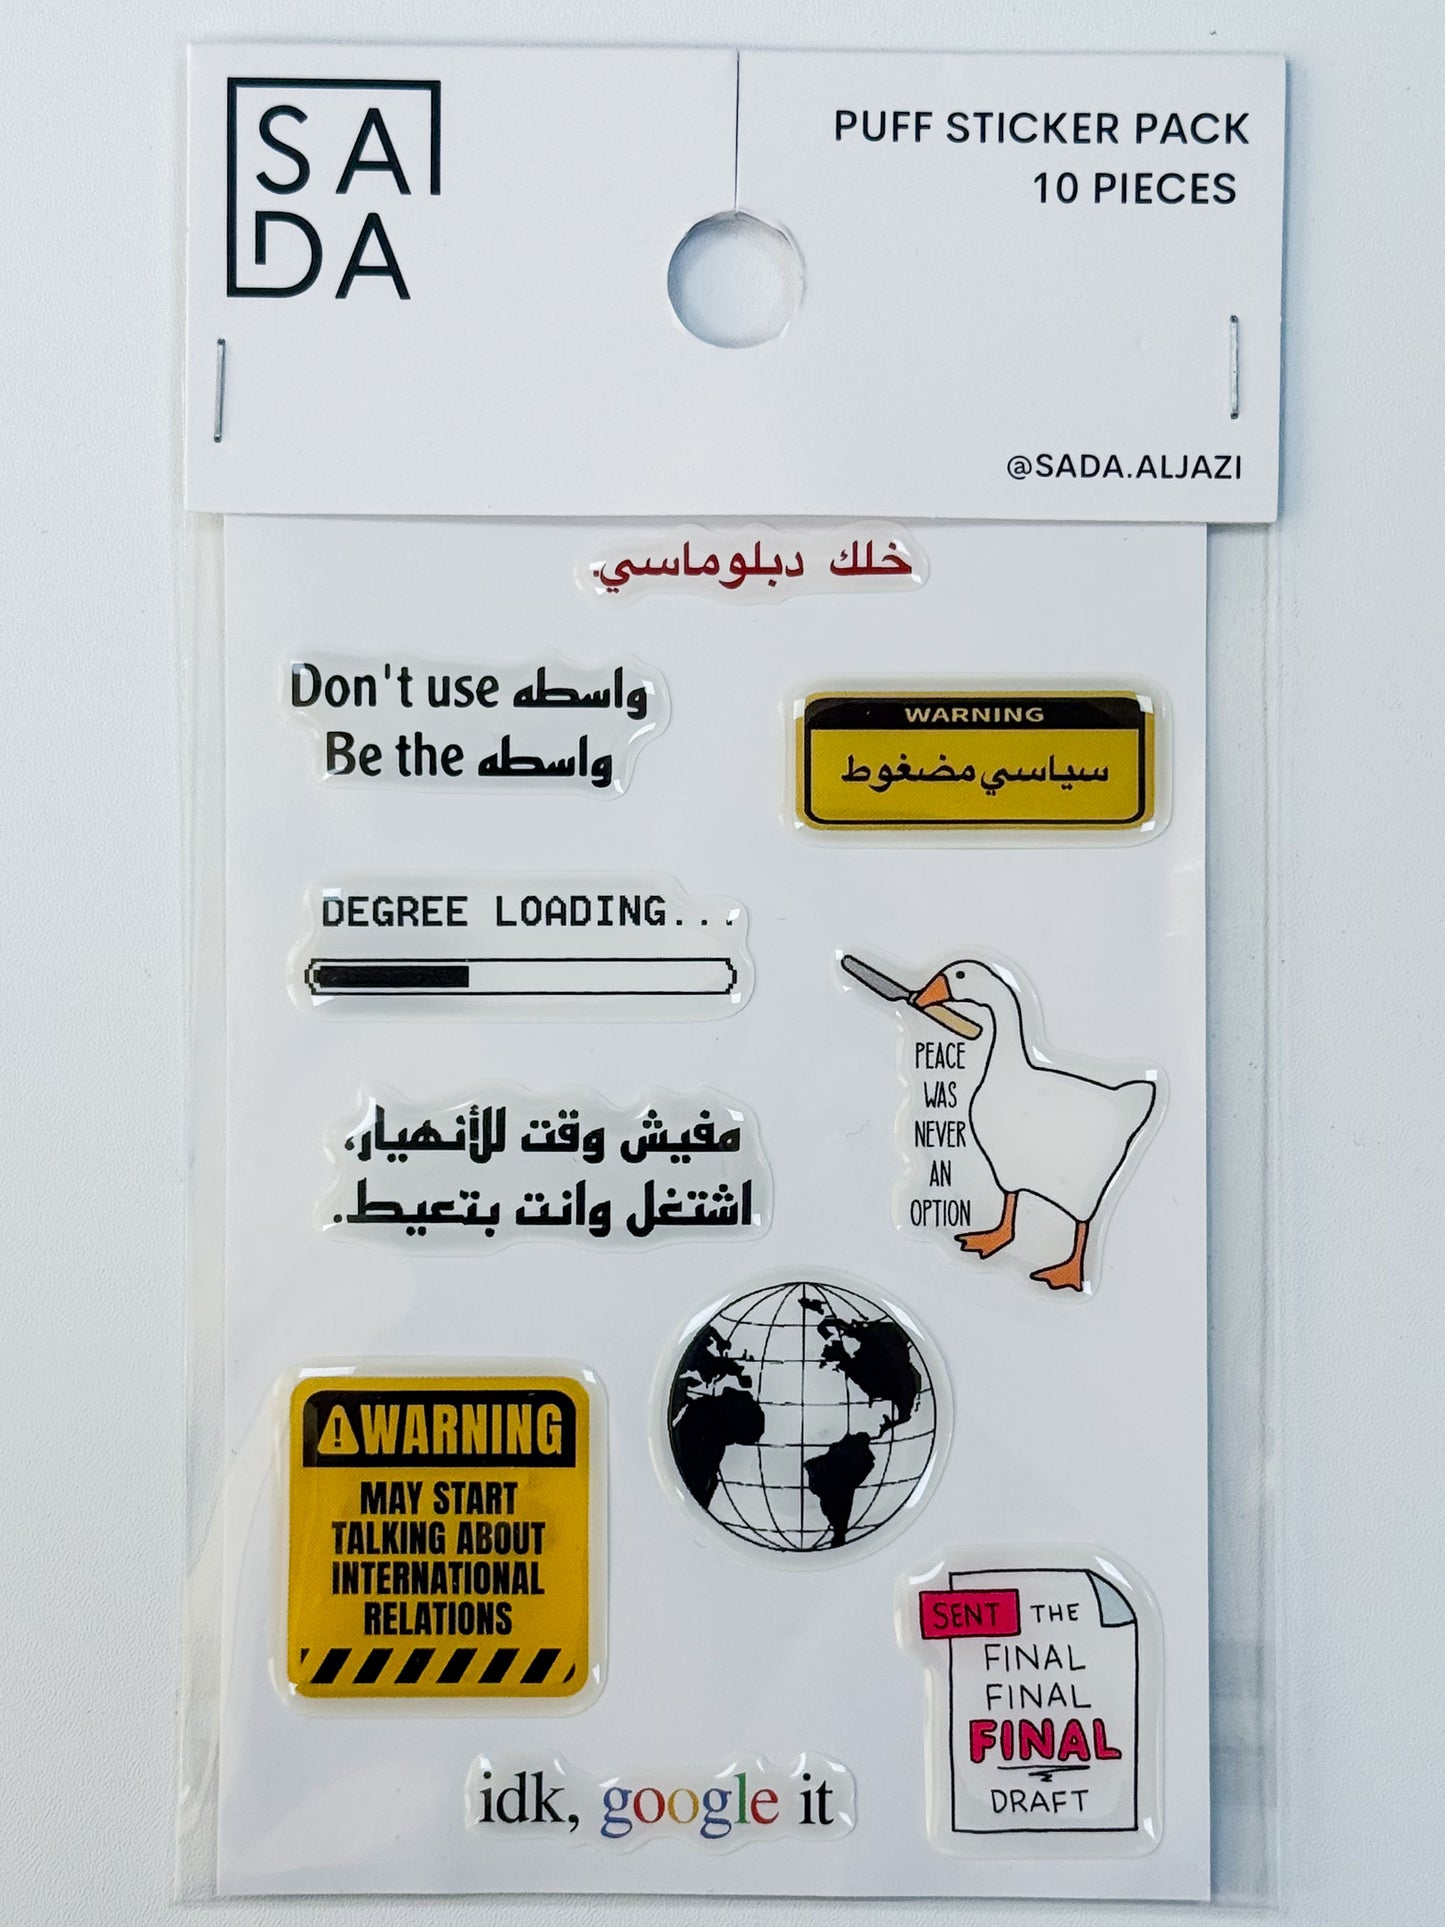 SADA
PUFF STICKER PACK
10 PIECES
@SADA.ALJAZI
خلك دبلوماسي.
Don't use واسطه
Be the واسطه
WARNING
سياسي مضغوط
DEGREE LOADING...
PEACE
WAS
NEVER
AN
OPTION
مفيش وقت للأنهيار،
اشتغل وانت بتعيط.
WARNING
MAY START
TALKING ABOUT
INTERNATIONAL
RELATIONS
SENT THE
FINAL
FINAL
FINAL
DRAFT
idk, google it